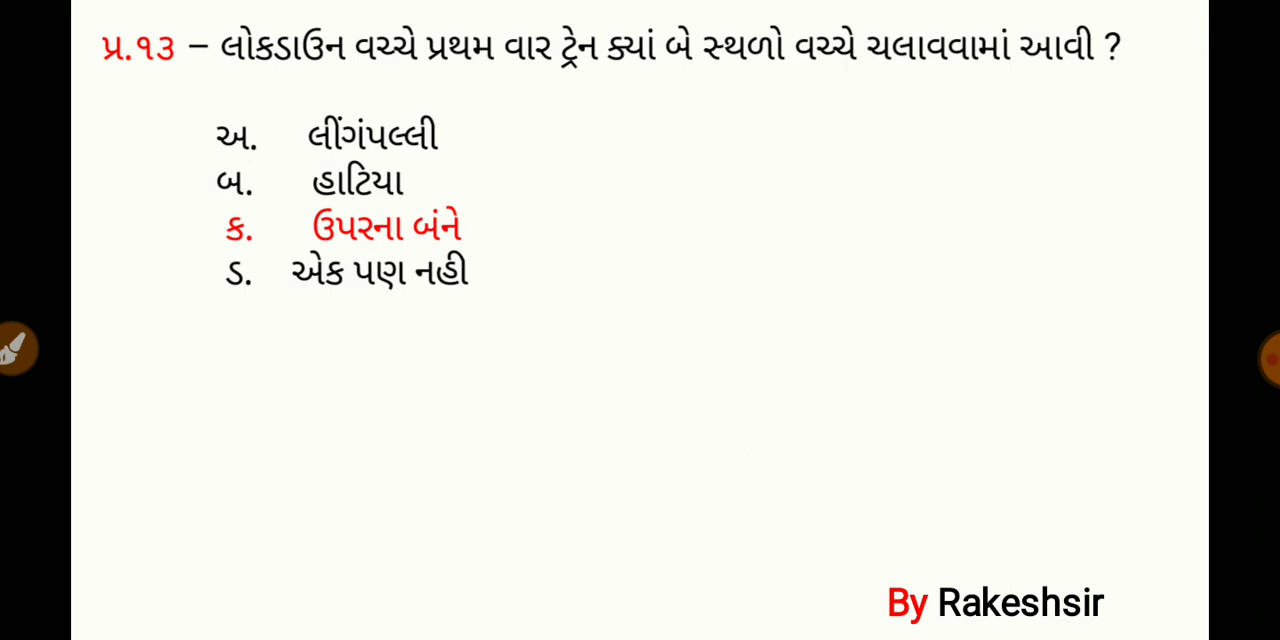 પ્ર.૧૩ – લોકડાઉન વચ્ચે પ્રથમ વાર ટ્રેન ક્યાં બે સ્થળો વચ્ચે ચલાવવામાં આવી ?
અ. લીંગંપલ્લી
બ. હાટિયા
ક. ઉપરના બંને
ડ. એક પણ નહી
By Rakeshsir